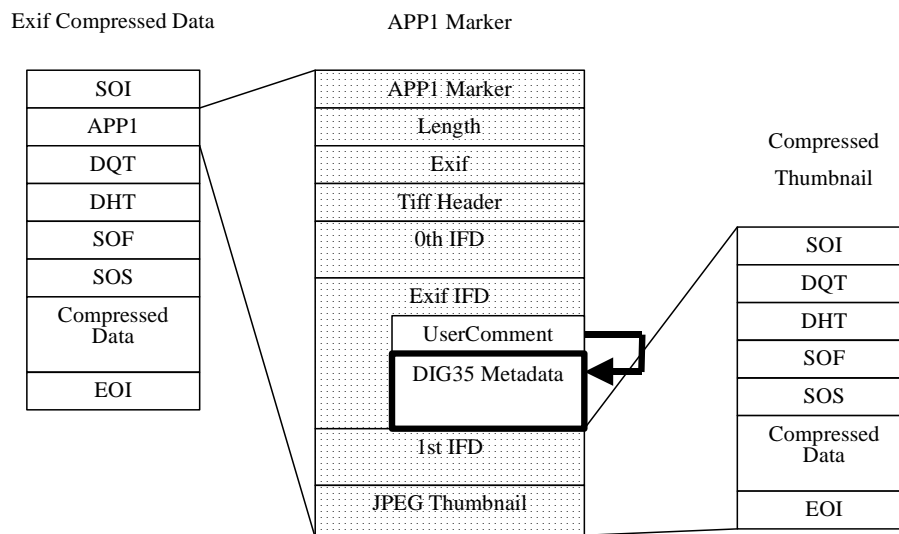 Exif Compressed Data
SOI
APP1
DQT
DHT
SOF
SOS
Compressed
Data
EOI
APP1 Marker
APP1 Marker
Length
Exif
Tiff Header
0th IFD
Exif IFD
UserComment
DIG35 Metadata
1st IFD
JPEG Thumbnail
Compressed
Thumbnail
SOI
DQT
DHT
SOF
SOS
Compressed
Data
EOI